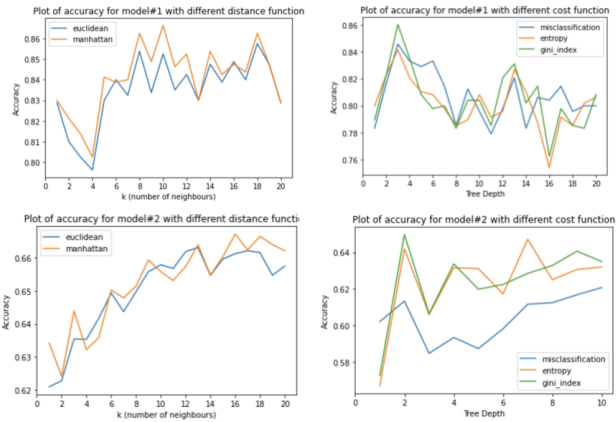 Plot of accuracy for model#1 with different distance function
euclidean
manhattan
0.86
0.85
0.84
0.83
0.82
0.81
0.80
Accuracy
0 2 4 6 8 10 12 14 16 18 20
k (number of neighbours)
Plot of accuracy for model#1 with different cost function
misclassification
entropy
gini_index
0.86
0.84
0.82
0.80
0.78
0.76
Accuracy
0 2 4 6 8 10 12 14 16 18 20
Tree Depth
Plot of accuracy for model#2 with different distance functi
euclidean
manhattan
0.66
0.65
0.64
0.63
0.62
Accuracy
0 2 4 6 8 10 12 14 16 18 20
k (number of neighbours)
Plot of accuracy for model#2 with different cost function
0.64
0.62
0.60
0.58
Accuracy
misclassification
entropy
gini_index
0 2 4 6 8 10
Tree Depth